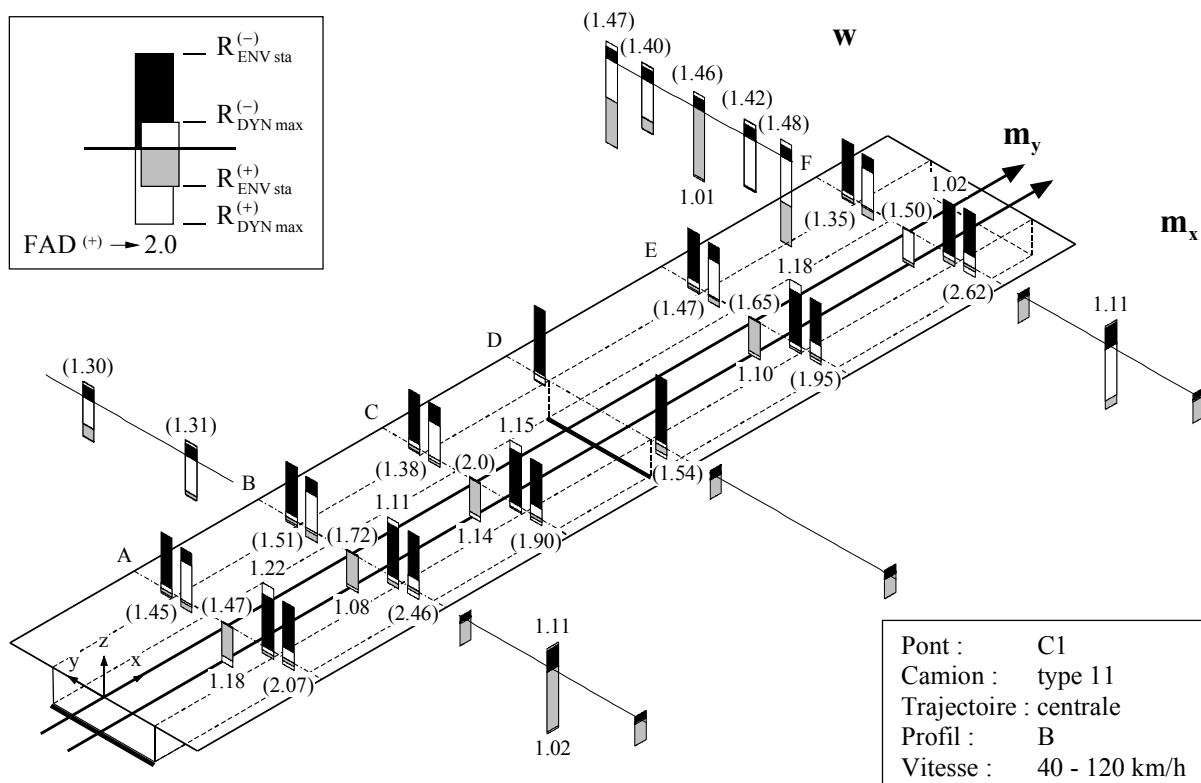 R(-) ENV sta
R(-) DYN max
R(+) ENV sta
R(+) DYN max
FAD (+) → 2.0
(1.47)
(1.40)
(1.46)
(1.42)
(1.48)
1.01
w
m_y
m_x
F
(1.35)
(1.50)
1.02
(2.62)
E
(1.47)
(1.65)
1.18
1.10
(1.95)
1.11
D
(1.54)
(1.30)
(1.31)
C
(1.38)
(2.0)
1.15
1.14
(1.90)
B
(1.51)
(1.72)
1.11
1.08
(2.46)
A
(1.45)
(1.47)
1.22
1.18
(2.07)
1.11
1.02
z
y
x
Pont : C1
Camion : type 11
Trajectoire : centrale
Profil : B
Vitesse : 40 - 120 km/h